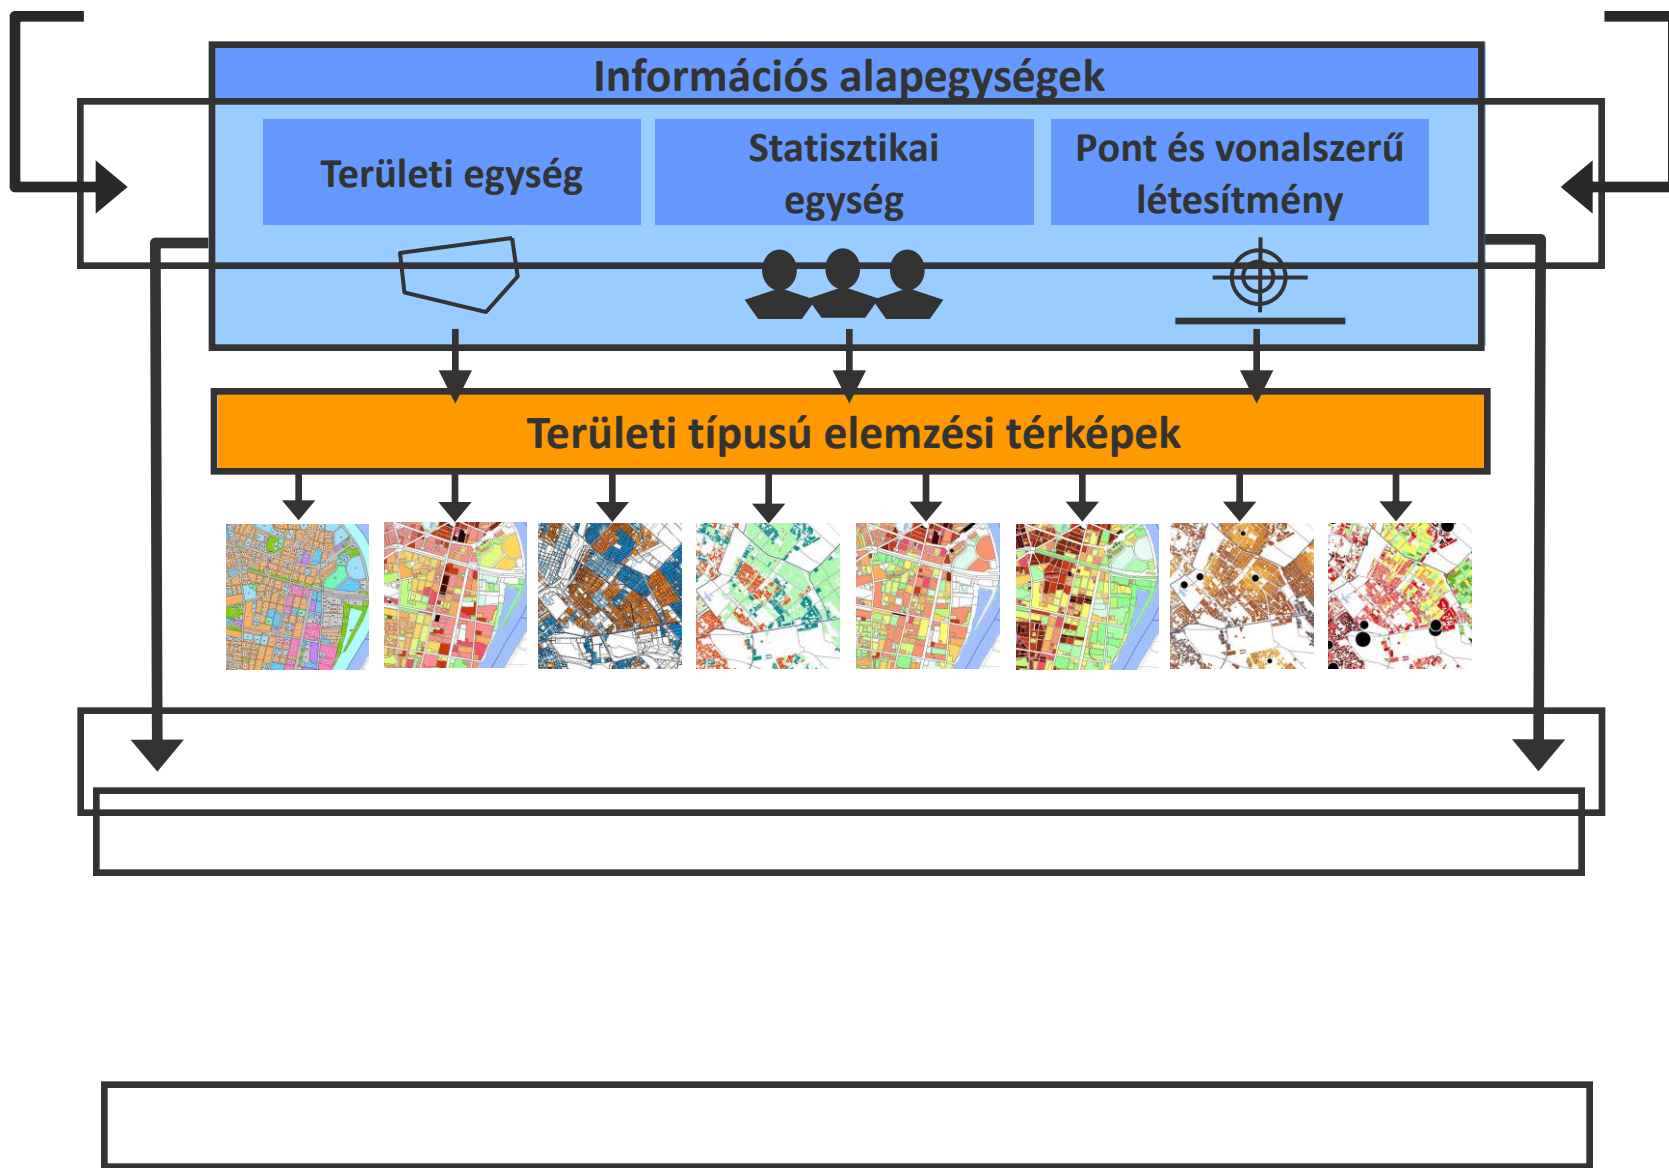 Információs alapegységek
Területi egység
Statisztikai
egység
Pont és vonalszerű
létesítmény
Területi típusú elemzési térképek